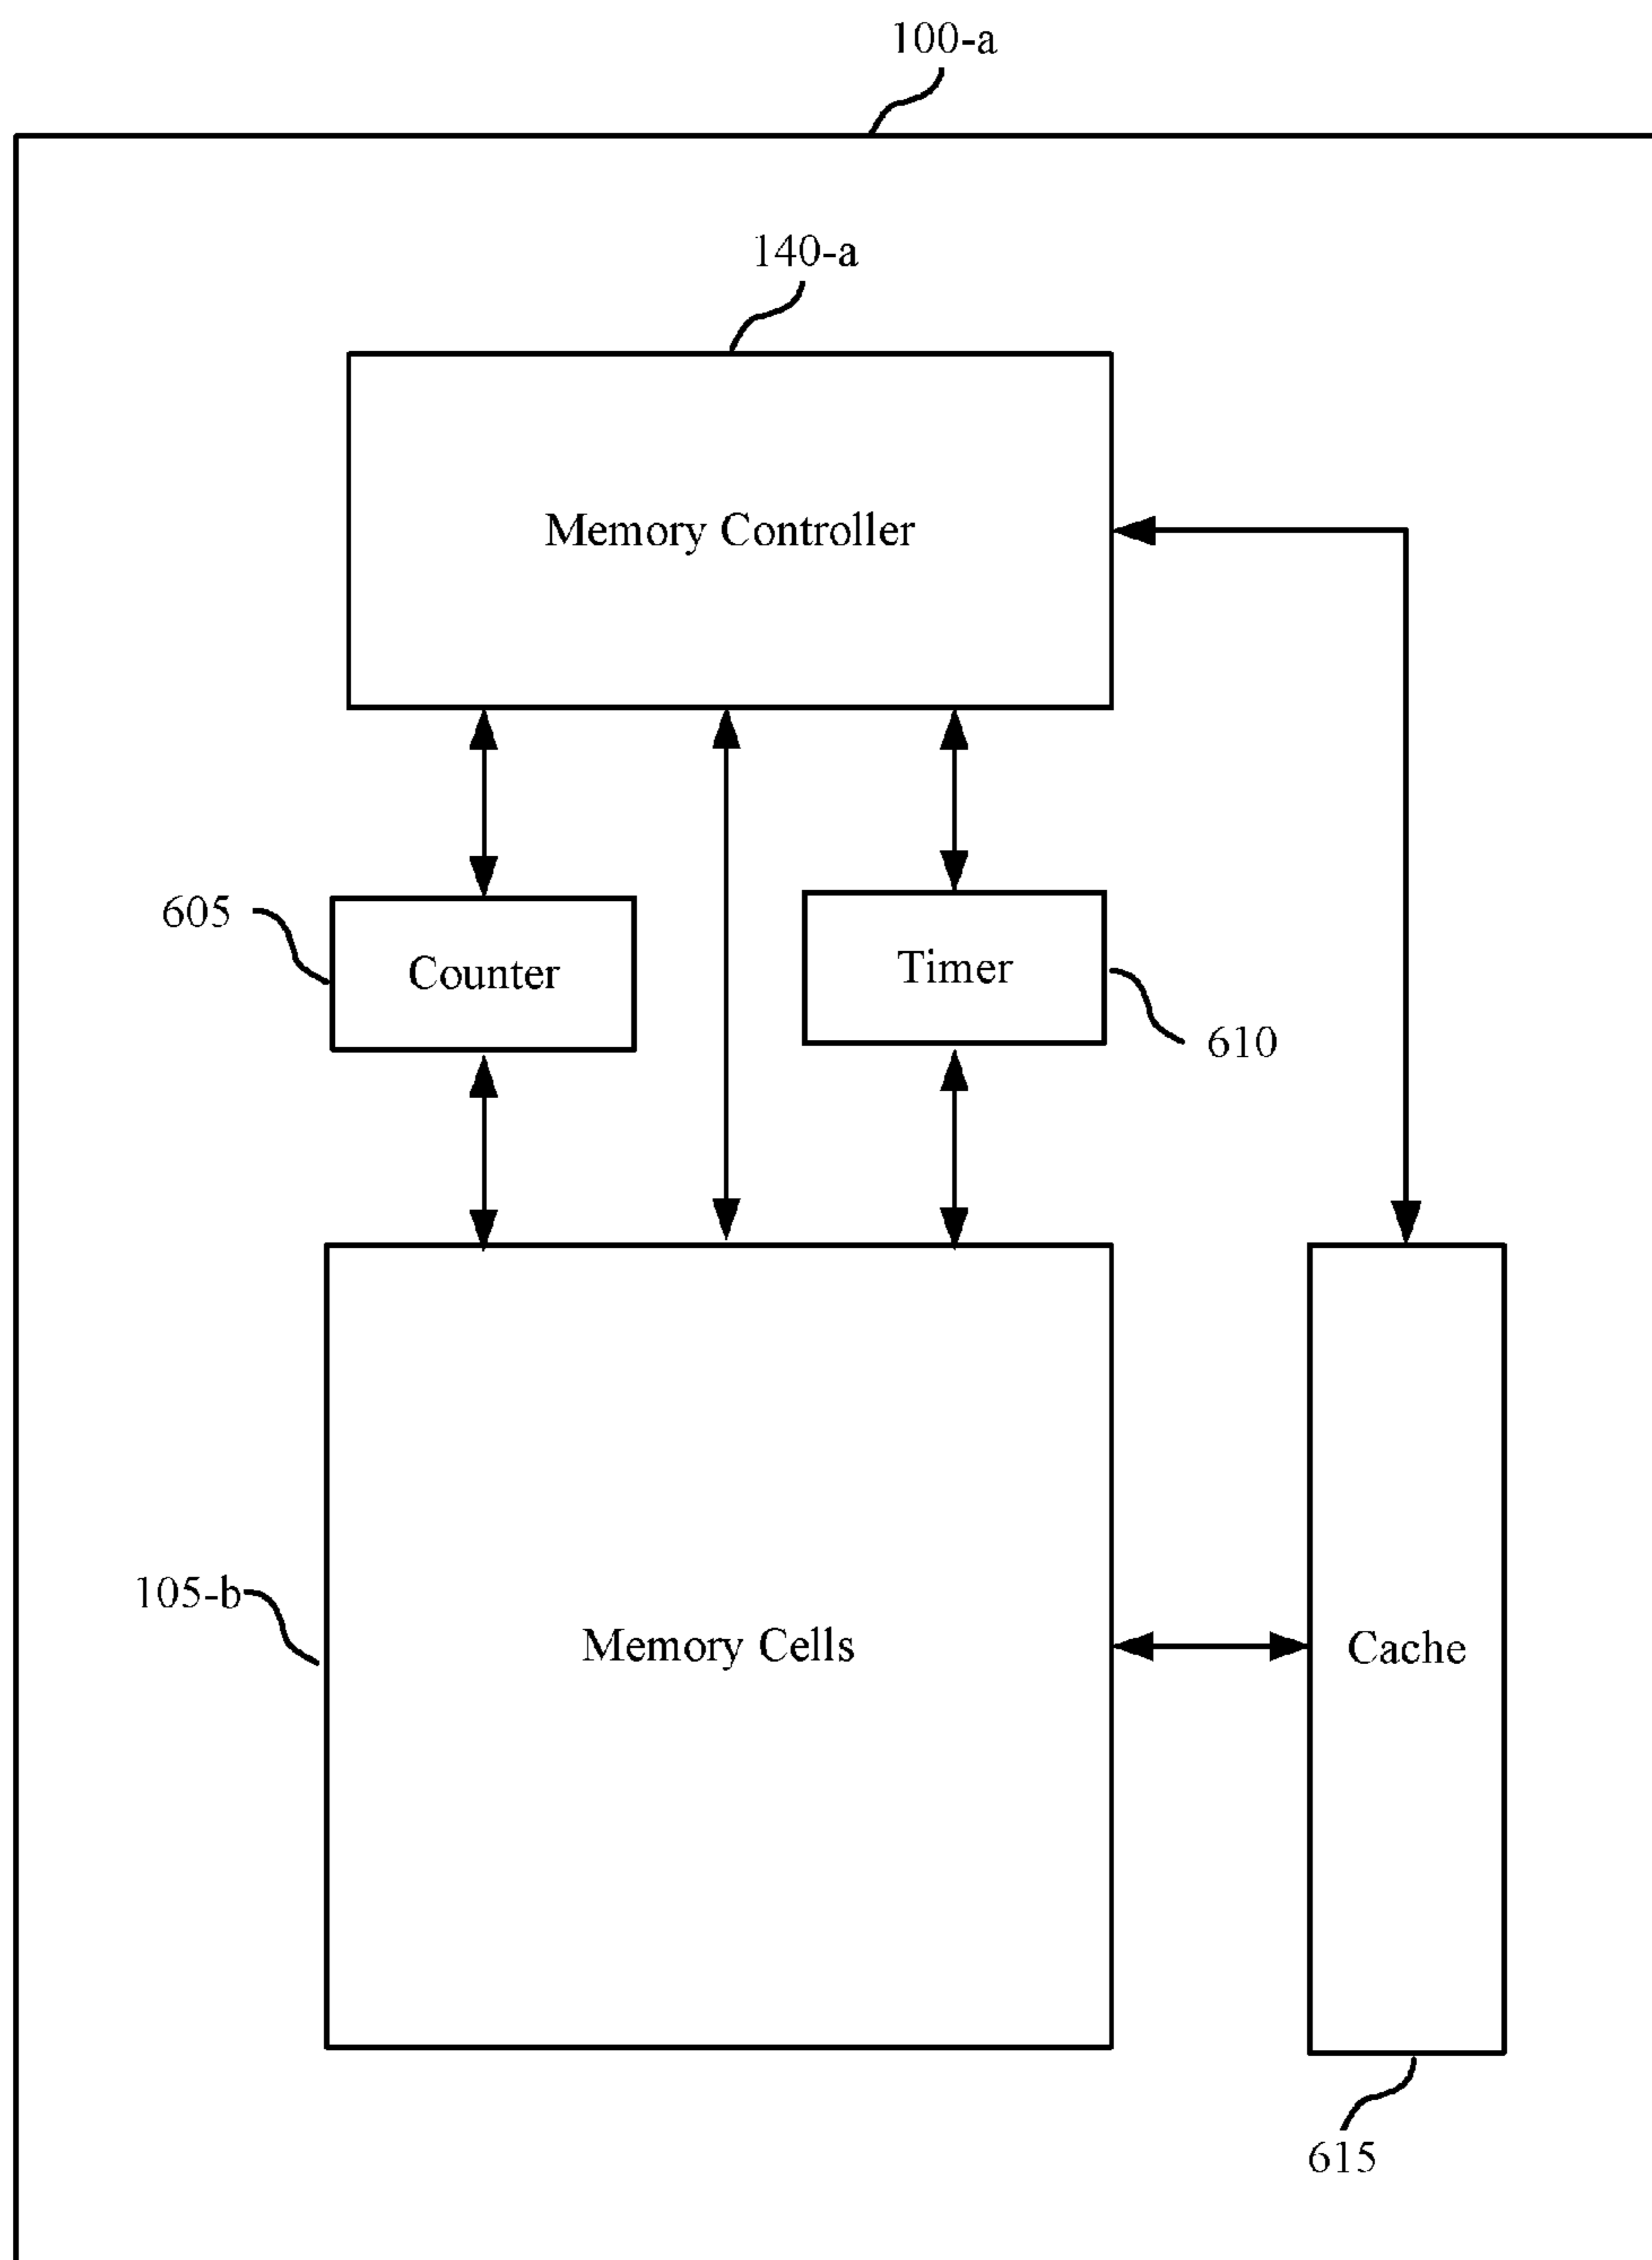 100-a
140-a
Memory Controller
605
Counter
Timer
610
105-b
Memory Cells
Cache
615